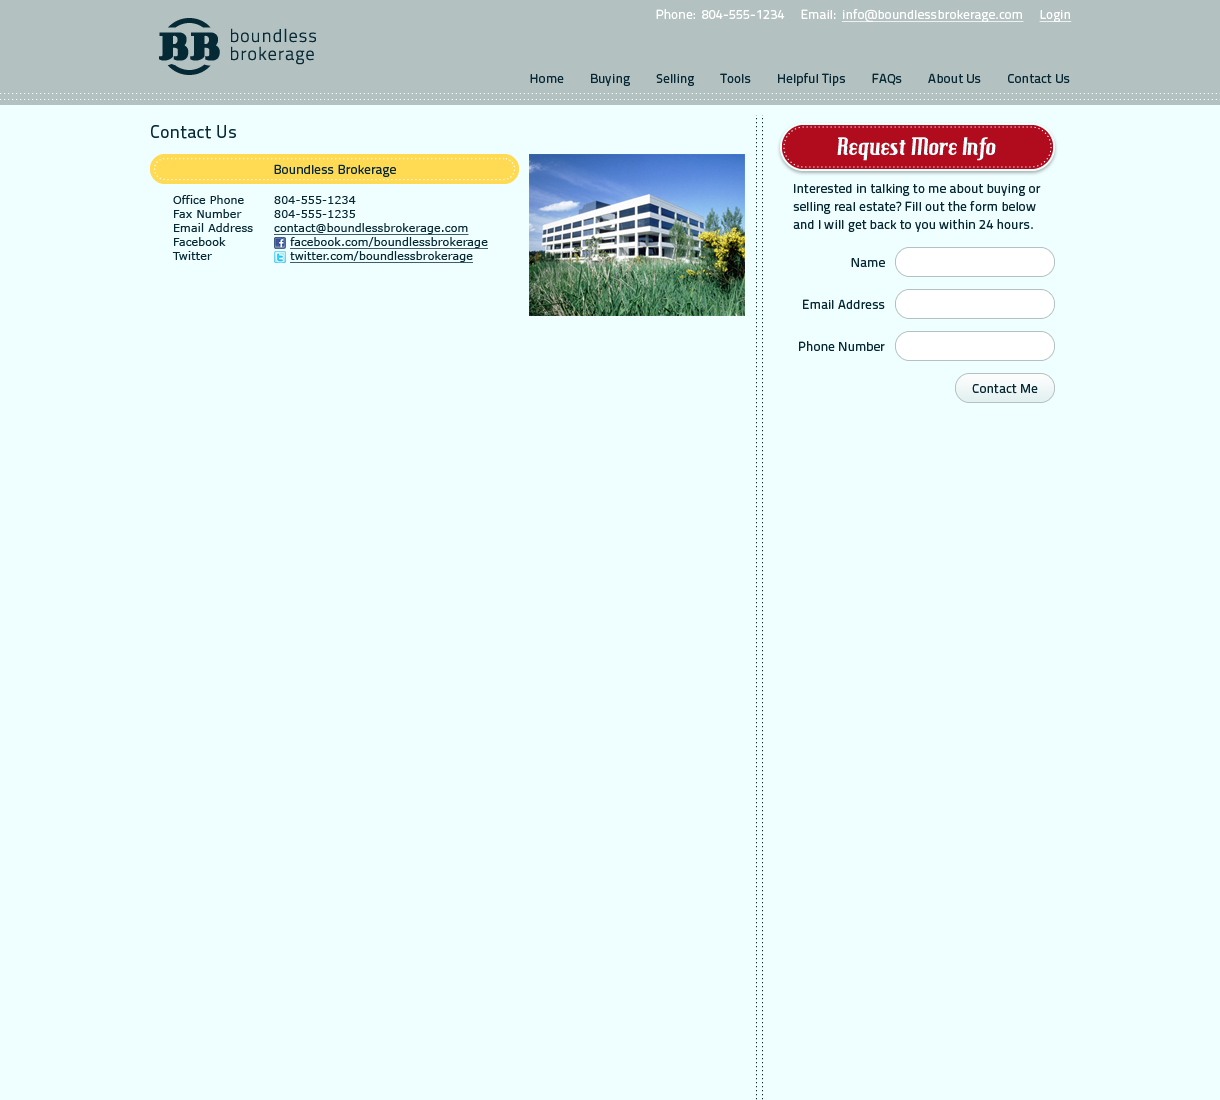 Phone: 804-555-1234 Email: info@boundlessbrokerage.com Login
BB boundless
brokerage
Home Buying Selling Tools Helpful Tips FAQs About Us Contact Us
Contact Us
Boundless Brokerage
Office Phone 804-555-1234
Fax Number 804-555-1235
Email Address contact@boundlessbrokerage.com
Facebook facebook.com/boundlessbrokerage
Twitter twitter.com/boundlessbrokerage
Request More Info
Interested in talking to me about buying or
selling real estate? Fill out the form below
and I will get back to you within 24 hours.
Name
Email Address
Phone Number
Contact Me